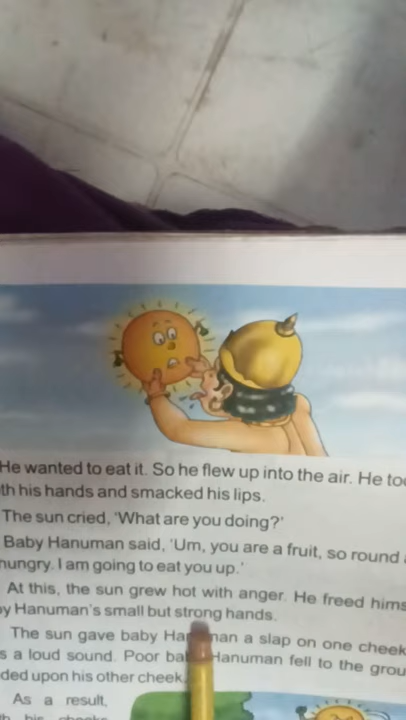 He wanted to eat it. So he flew up into the air. He
th his hands and smacked his lips.
The sun cried, 'What are you doing?'
Baby Hanuman said, 'Um, you are a fruit, so round
hungry. I am going to eat you up.'
At this, the sun grew hot with anger. He freed
y Hanuman's small but strong hands.
The sun gave baby Hanuman a slap on one cheek
s a loud sound. Poor Hanuman fell to the
ded upon his other cheek.
As a result,
his cheeks